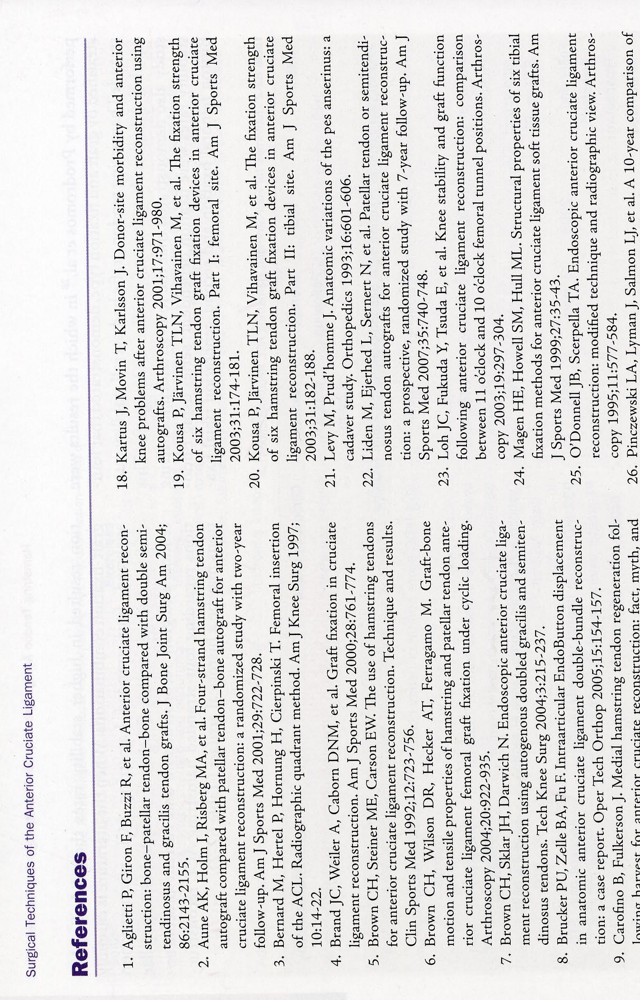 Surgical Techniques of the Anterior Cruciate Ligament
References
1. Aglietti P, Giron F, Buzzi R, et al. Anterior cruciate ligament recon-
struction: bone–patellar tendon–bone compared with double semi-
tendinosus and gracilis tendon grafts. J Bone Joint Surg Am 2004;
86:2143-2155.
2. Aune AK, Holm I, Risberg MA, et al. Four-strand hamstring tendon
autograft compared with patellar tendon–bone autograft for anterior
cruciate ligament reconstruction: a randomized study with two-year
follow-up. Am J Sports Med 2001;29:722-728.
3. Bernard M, Hertel P, Hornung H, Cierpinski T. Femoral insertion
of the ACL. Radiographic quadrant method. Am J Knee Surg 1997;
10:14-22.
4. Brand JC, Weiler A, Caborn DNM, et al. Graft fixation in cruciate
ligament reconstruction. Am J Sports Med 2000;28:761-774.
5. Brown CH, Steiner ME, Carson EW. The use of hamstring tendons
for anterior cruciate ligament reconstruction. Technique and results.
Clin Sports Med 1992;12:723-756.
6. Brown CH, Wilson DR, Hecker AT, Ferragamo M. Graft-bone
motion and tensile properties of hamstring and patellar tendon ante-
rior cruciate ligament femoral graft fixation under cyclic loading.
Arthroscopy 2004;20:922-935.
7. Brown CH, Sklar JH, Darwich N. Endoscopic anterior cruciate liga-
ment reconstruction using autogenous doubled gracilis and semiten-
dinosus tendons. Tech Knee Surg 2004;3:215-237.
8. Brucker PU, Zelle BA, Fu F. Intraarticular EndoButton displacement
in anatomic anterior cruciate ligament double-bundle reconstruc-
tion: a case report. Oper Tech Orthop 2005;15:154-157.
9. Carofino B, Fulkerson J. Medial hamstring tendon regeneration fol-
lowing harvest for anterior cruciate reconstruction: fact, myth, and
18. Kartus J, Movin T, Karlsson J. Donor-site morbidity and anterior
knee problems after anterior cruciate ligament reconstruction using
autografts. Arthroscopy 2001;17:971-980.
19. Kousa P, Järvinen TLN, Vihavainen M, et al. The fixation strength
of six hamstring tendon graft fixation devices in anterior cruciate
ligament reconstruction. Part I: femoral site. Am J Sports Med
2003;31:174-181.
20. Kousa P, Järvinen TLN, Vihavainen M, et al. The fixation strength
of six hamstring tendon graft fixation devices in anterior cruciate
ligament reconstruction. Part II: tibial site. Am J Sports Med
2003;31:182-188.
21. Levy M, Prud'homme J. Anatomic variations of the pes anserinus: a
cadaver study. Orthopedics 1993;16:601-606.
22. Liden M, Ejerhed L, Sernert N, et al. Patellar tendon or semitendi-
nosus tendon autografts for anterior cruciate ligament reconstruc-
tion: a prospective, randomized study with 7-year follow-up. Am J
Sports Med 2007;35:740-748.
23. Loh JC, Fukuda Y, Tsuda E, et al. Knee stability and graft function
following anterior cruciate ligament reconstruction: comparison
between 11 o'clock and 10 o'clock femoral tunnel positions. Arthros-
copy 2003;19:297-304.
24. Magen HE, Howell SM, Hull ML. Structural properties of six tibial
fixation methods for anterior cruciate ligament soft tissue grafts. Am
J Sports Med 1999;27:35-43.
25. O'Donnell JB, Scerpella TA. Endoscopic anterior cruciate ligament
reconstruction: modified technique and radiographic view. Arthros-
copy 1995;11:577-584.
26. Pinczewski LA, Lyman J, Salmon LJ, et al. A 10-year comparison of